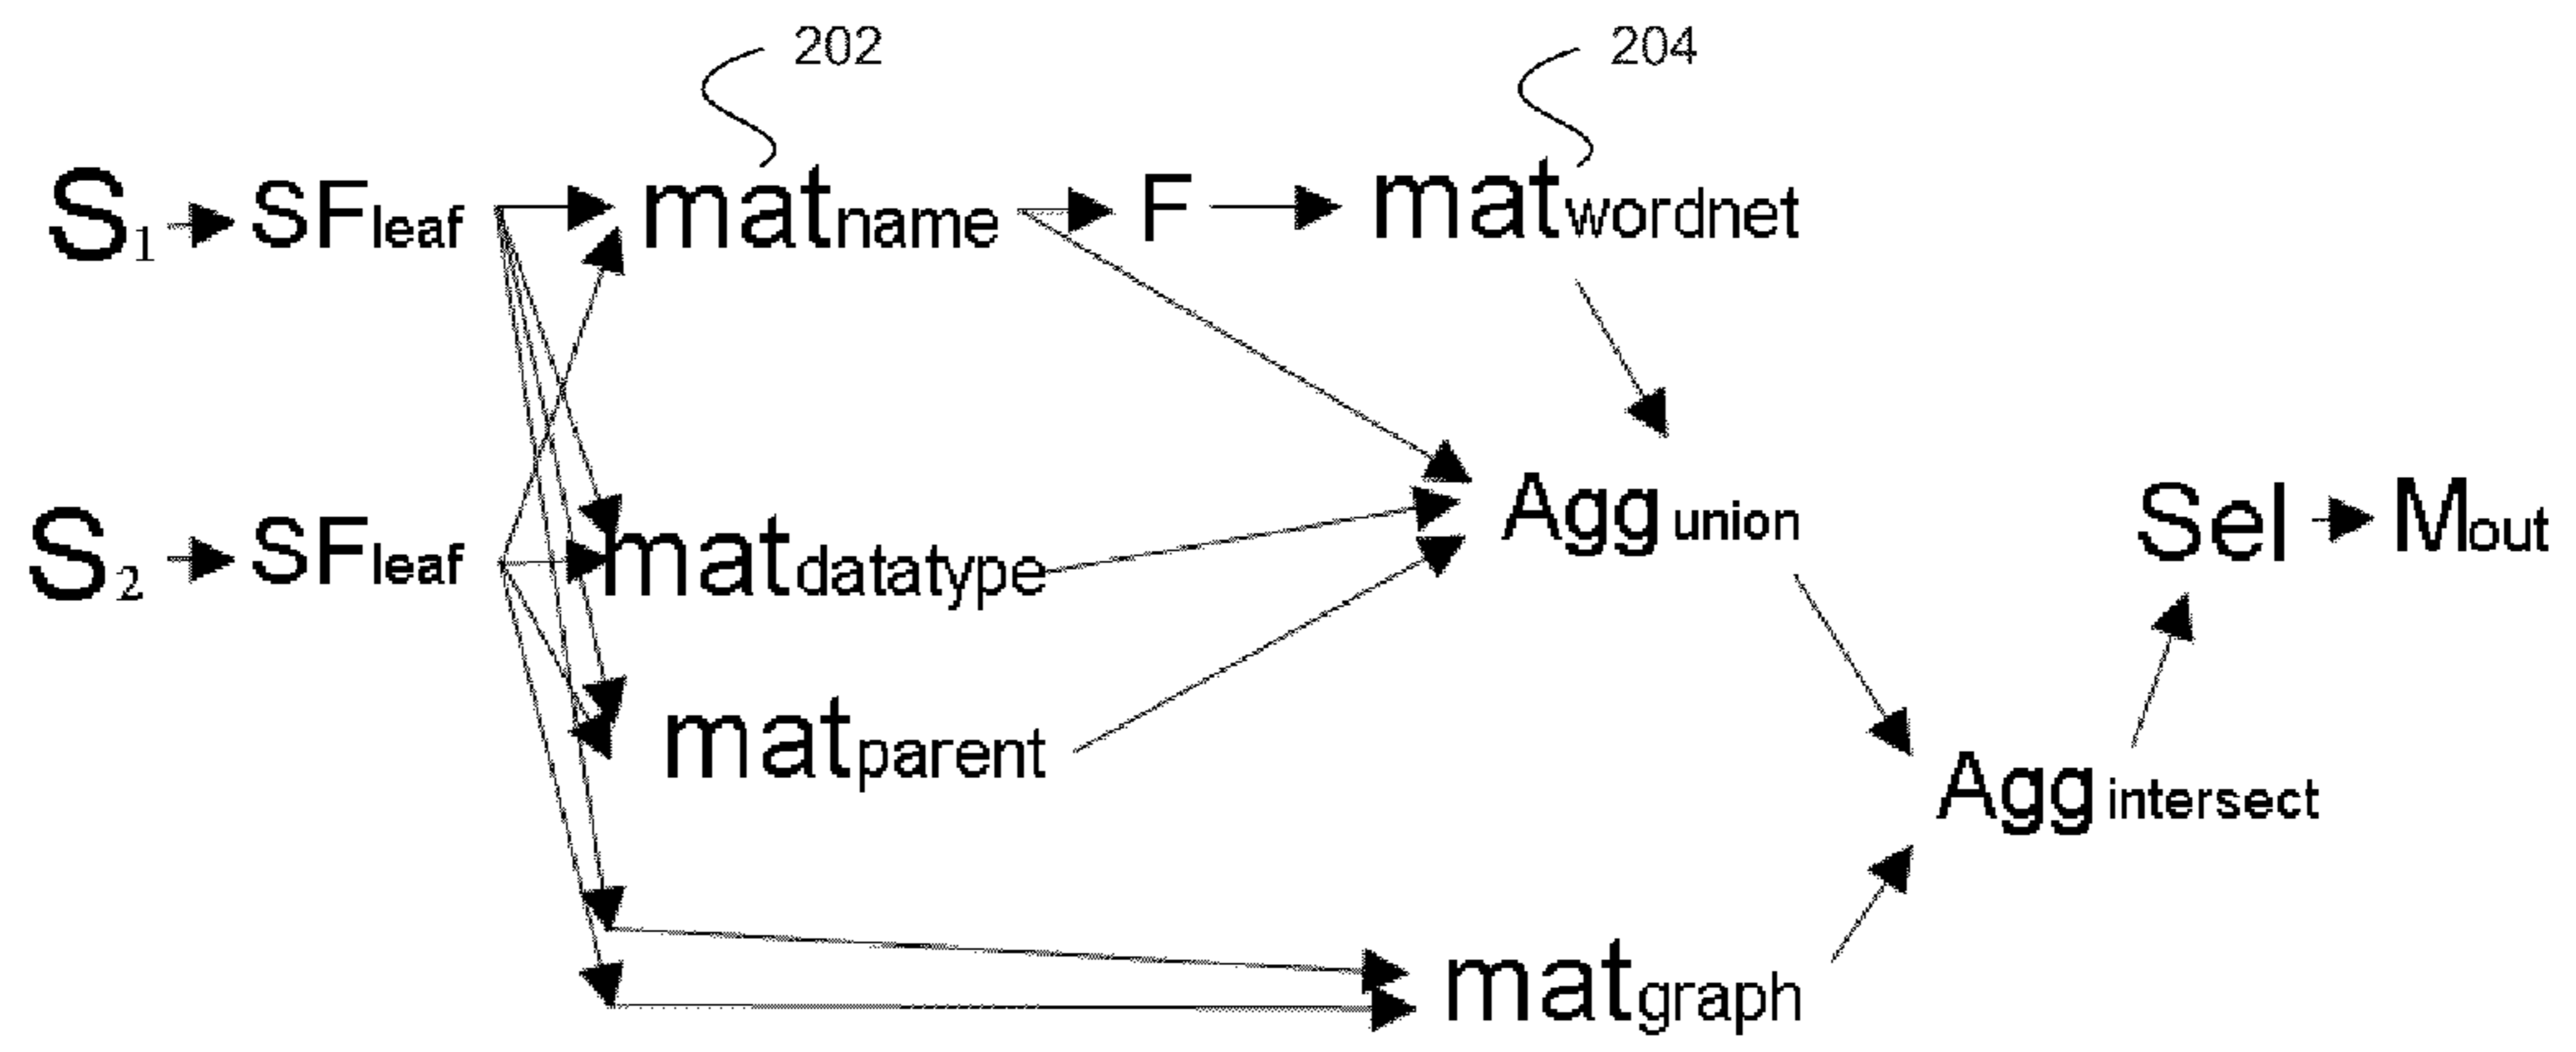 202 204
S1 SFleaf matname F matwordnet
S2 SFleaf matdatatype Agg union Sel Mout
matparent
Agg intersect
matgraph